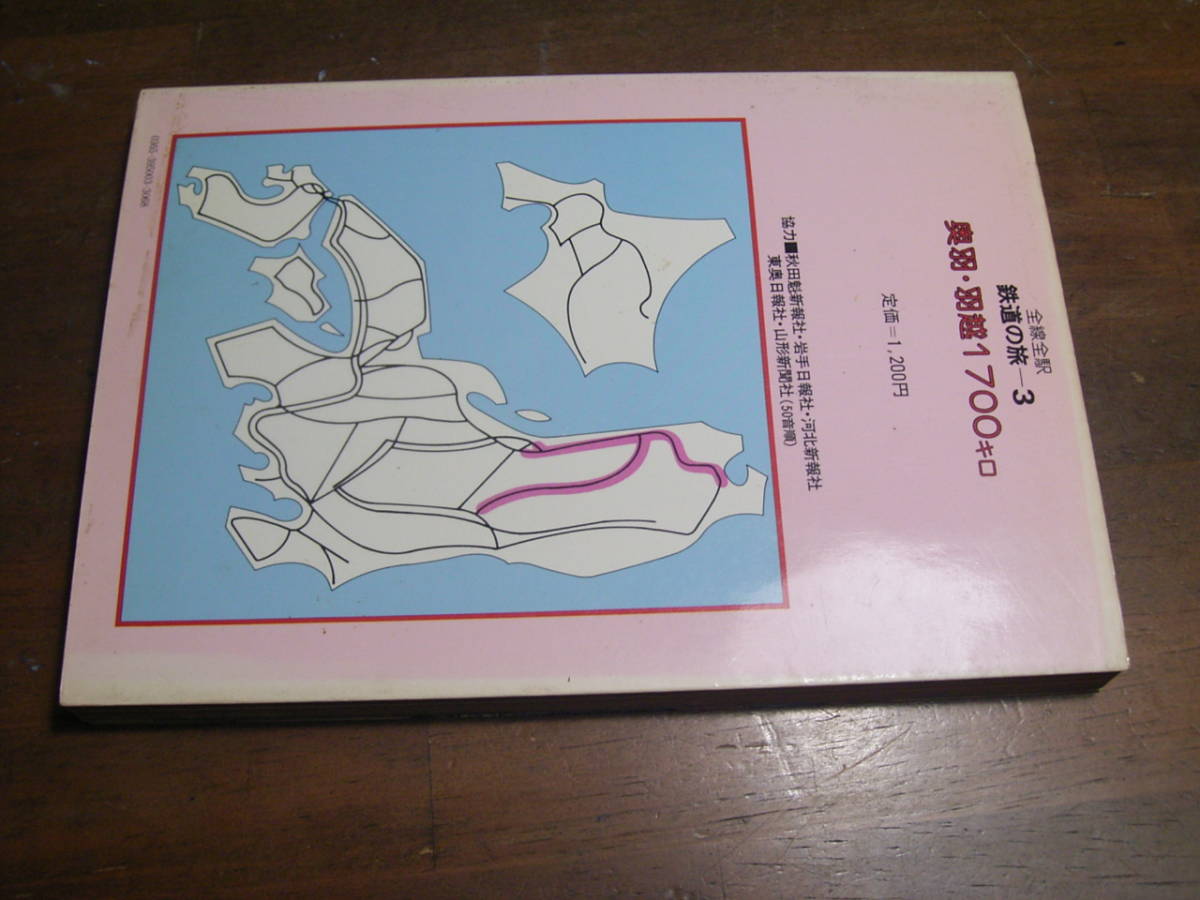 全線全駅
鉄道の旅—3
奥羽・羽越1700キロ
定価=1,200円
協力■秋田魁新報社・岩手日報社・河北新報社
東奥日報社・山形新聞社(50音順)